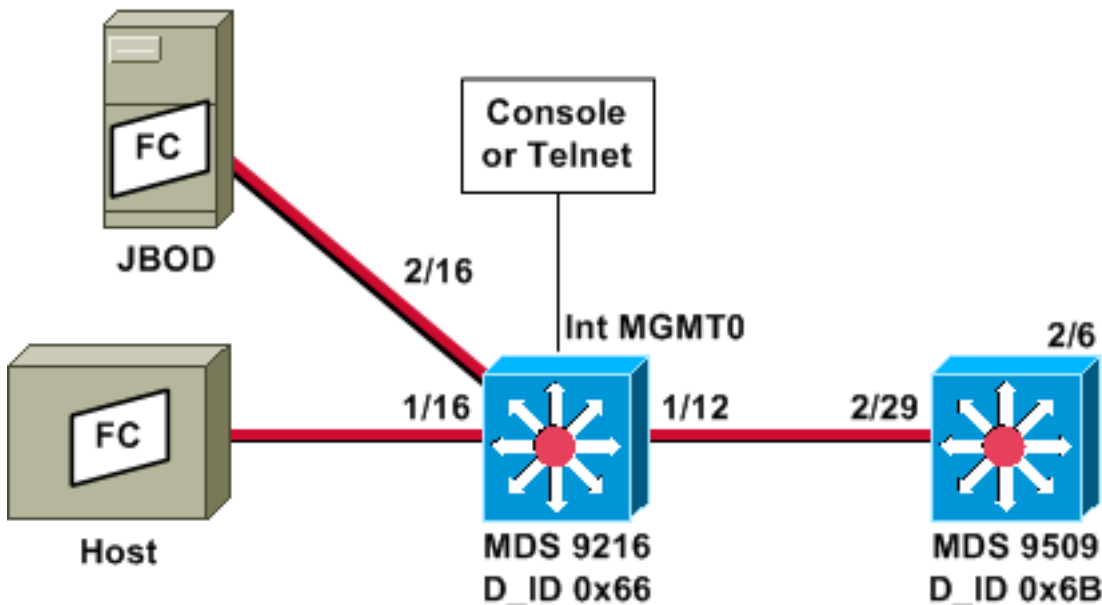 FC
JBOD
Console
or Telnet
2/16
Int MGMT0
2/6
FC
1/16
1/12
2/29
Host
MDS 9216
D_ID 0x66
MDS 9509
D_ID 0x6B